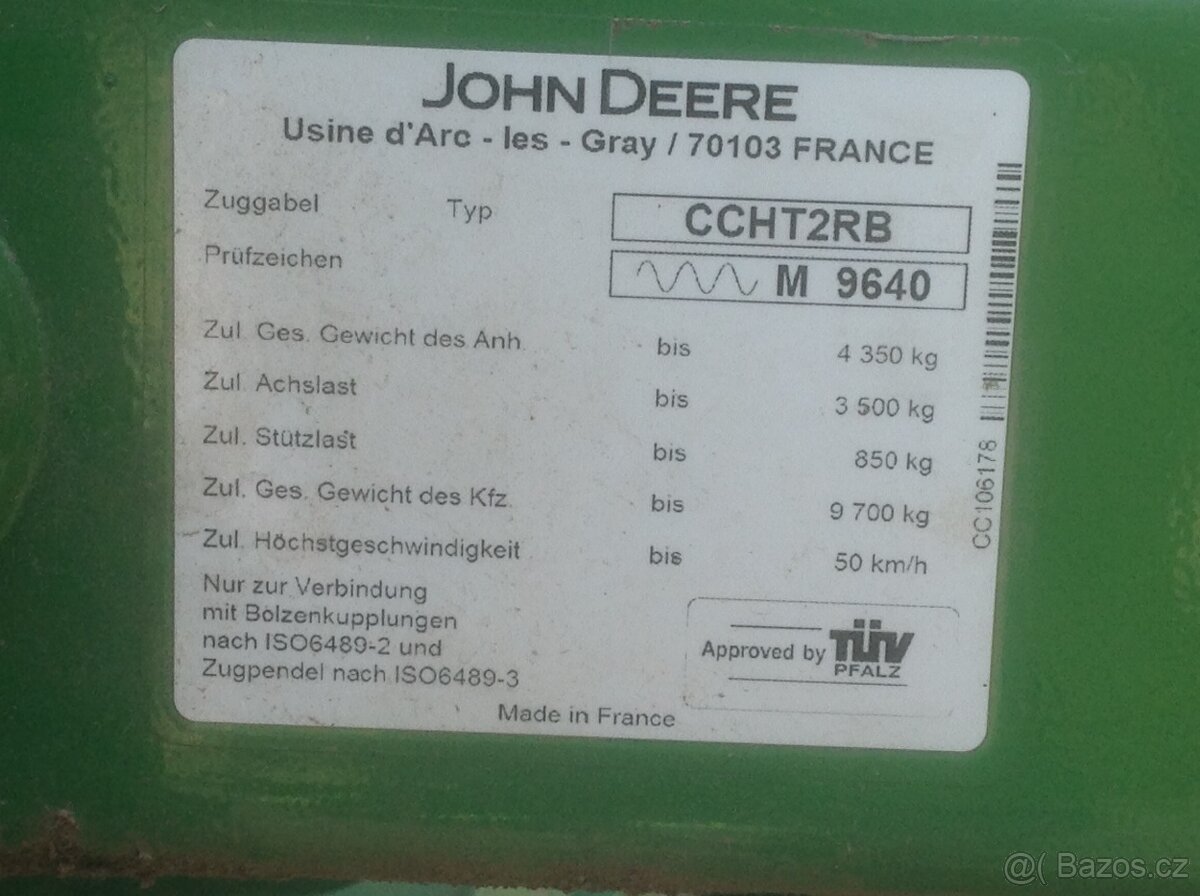 JOHN DEERE
Usine d'Arc - les - Gray / 70103 FRANCE
Zuggabel Typ CCHT2RB
Prüfzeichen M 9640
Zul. Ges. Gewicht des Anh. bis 4 350 kg
Zul. Achslast bis 3 500 kg
Zul. Stützlast bis 850 kg
Zul. Ges. Gewicht des Kfz. bis 9 700 kg
Zul. Höchstgeschwindigkeit bis 50 km/h
Nur zur Verbindung
mit Bolzenkupplungen
nach ISO6489-2 und
Zugpendel nach ISO6489-3
Approved by TÜV
PFALZ
Made in France
CC106178
@( Bazos.cz